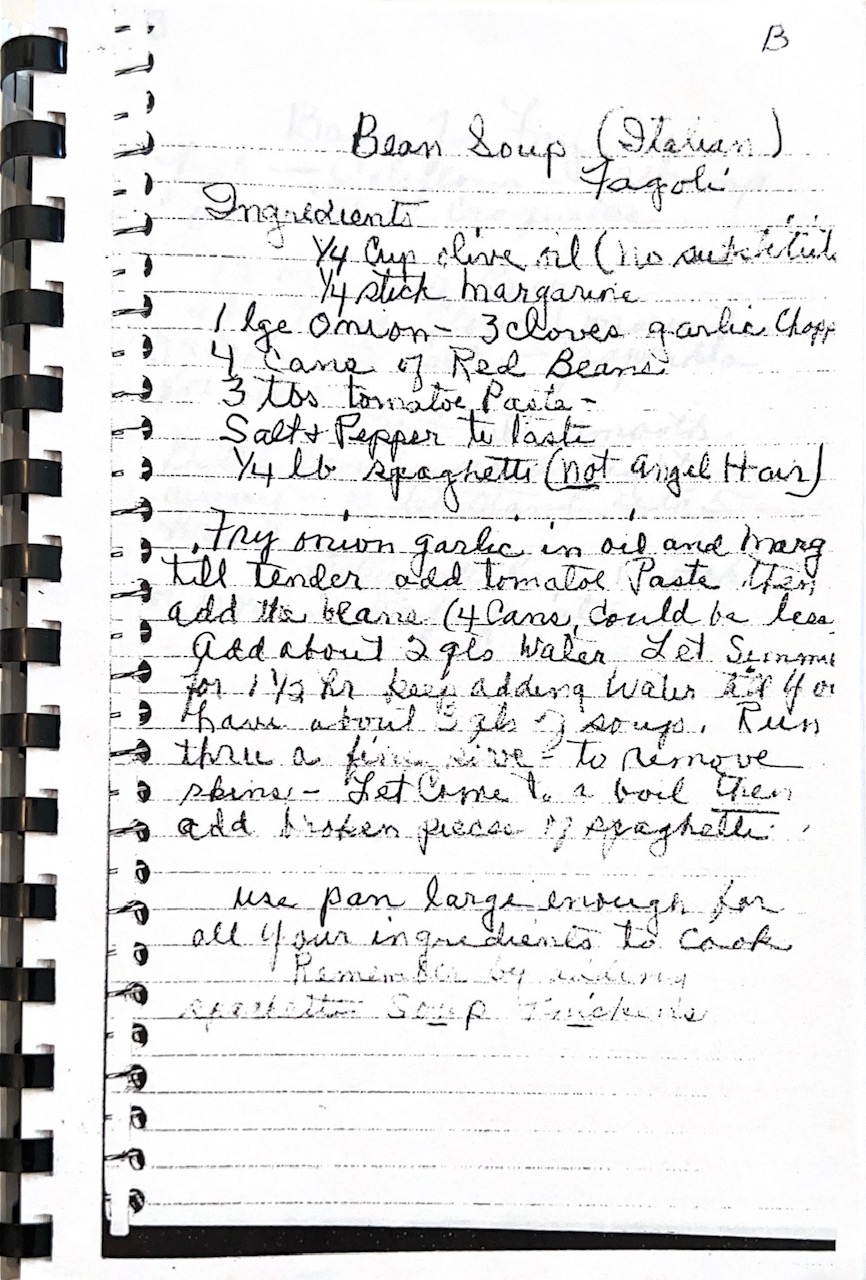 B
Bean Soup (Italian)
Fagoli
Ingredients
1/4 Cup olive oil (no substitute
1/4 stick margarine
1 lge Onion - 3 cloves garlic Chopp
4 Cans of Red Beans
3 tbs tomatoe Paste -
Salt & Pepper to taste
1/4 lb spaghetti (not Angel Hair)
Fry onion garlic in oil and Marg
till tender add tomatoe Paste then
add the beans (4 Cans, could be less
Add about 2 qts Water Let Simme
for 1 1/2 hr keep adding Water till you
have about 3 qts of soup. Run
thru a fine sive - to remove
skins - Let Come to a boil then
add broken pieces of spaghetti.
use pan large enough for
all your ingredients to Cook
Remember by adding
spaghetti Soup thickens